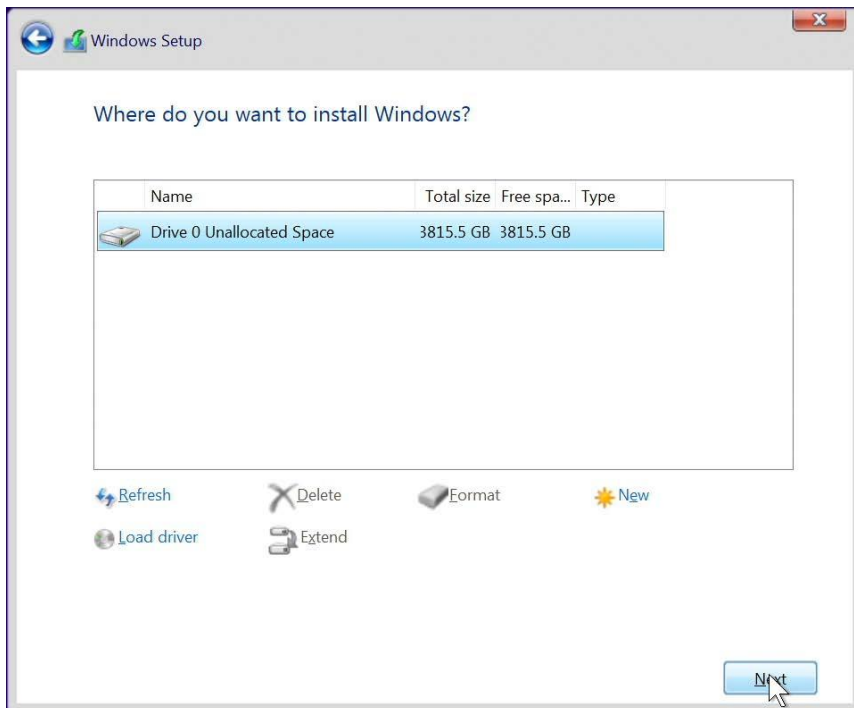 Windows Setup
Where do you want to install Windows?
Name Total size Free spa... Type
Drive 0 Unallocated Space 3815.5 GB 3815.5 GB
Refresh Delete Format New
Load driver Extend
Next